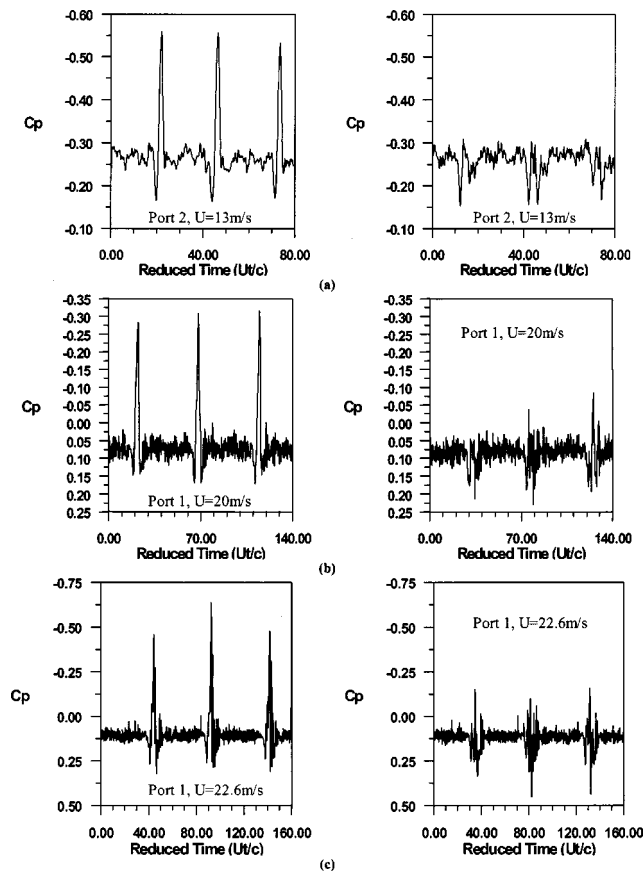 -0.60
-0.50
-0.40
Cp
-0.30
-0.20
-0.10
Port 2, U=13m/s
0.00 40.00 80.00
Reduced Time (Ut/c)
-0.60
-0.50
-0.40
Cp
-0.30
-0.20
-0.10
Port 2, U=13m/s
0.00 40.00 80.00
Reduced Time (Ut/c)
(a)
-0.35
-0.30
-0.25
-0.20
-0.15
-0.10
Cp
-0.05
0.00
0.05
0.10
0.15
0.20
0.25
Port 1, U=20m/s
0.00 70.00 140.00
Reduced Time (Ut/c)
-0.35
-0.30
-0.25
-0.20
-0.15
-0.10
Cp
-0.05
0.00
0.05
0.10
0.15
0.20
0.25
Port 1, U=20m/s
0.00 70.00 140.00
Reduced Time (Ut/c)
(b)
-0.75
-0.50
-0.25
Cp
0.00
0.25
0.50
Port 1, U=22.6m/s
0.00 40.00 80.00 120.00 160.00
Reduced Time (Ut/c)
-0.75
-0.50
-0.25
Cp
0.00
0.25
0.50
Port 1, U=22.6m/s
0.00 40.00 80.00 120.00 160.00
Reduced Time (Ut/c)
(c)